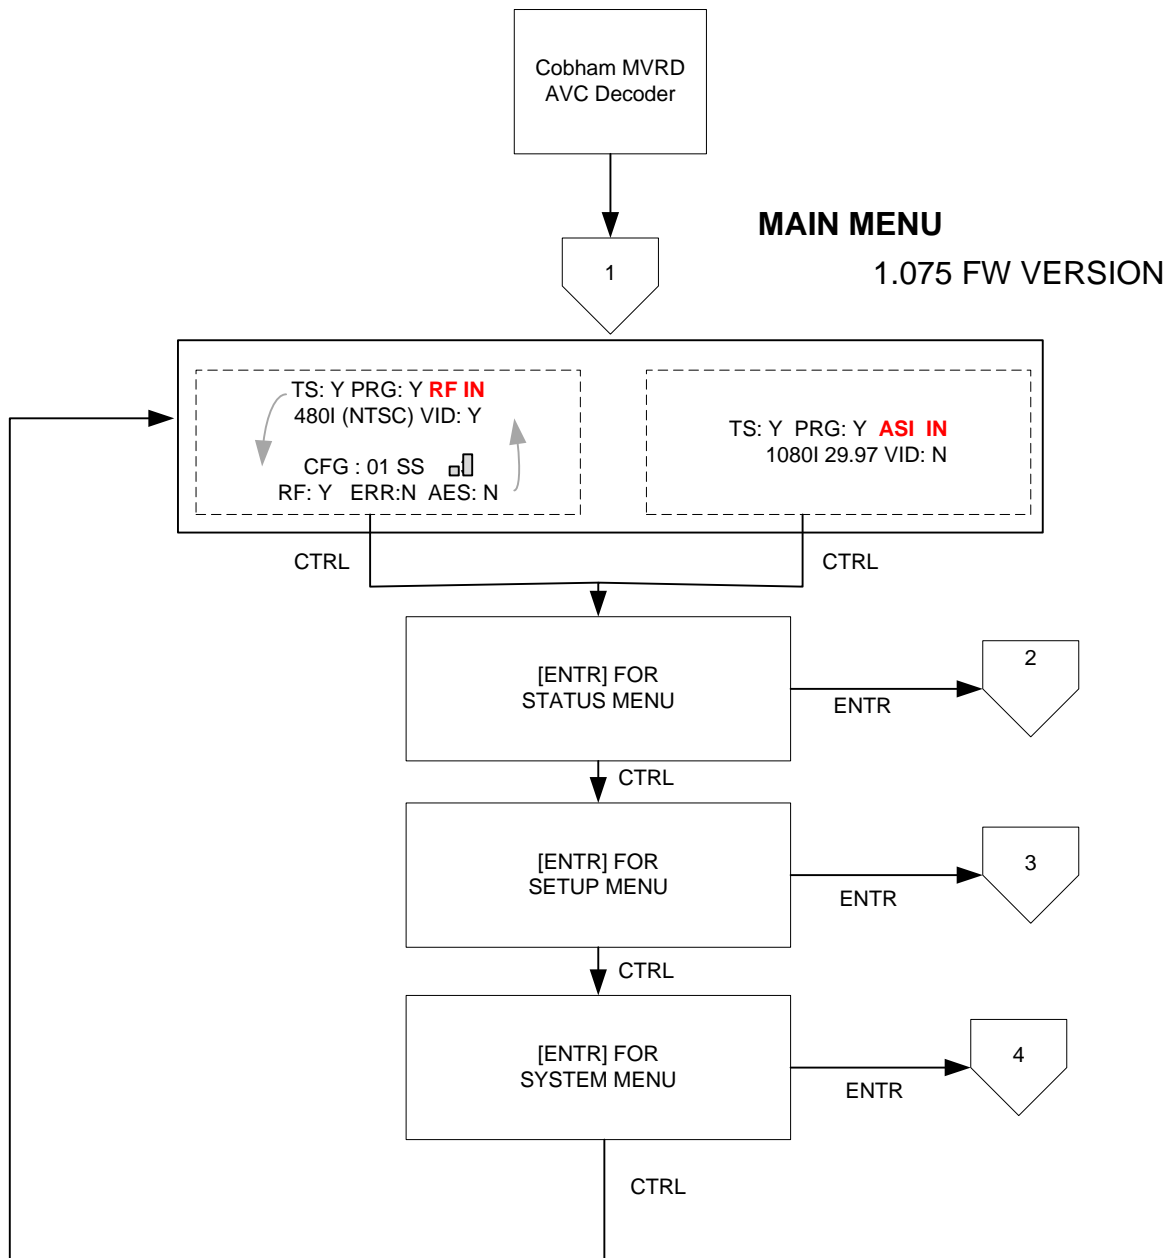 Cobham MVRD
AVC Decoder
MAIN MENU
1.075 FW VERSION
1
TS: Y PRG: Y RF IN
480I (NTSC) VID: Y
CFG : 01 SS
RF: Y ERR:N AES: N
TS: Y PRG: Y ASI IN
1080I 29.97 VID: N
CTRL
CTRL
[ENTR] FOR
STATUS MENU
ENTR
2
CTRL
[ENTR] FOR
SETUP MENU
ENTR
3
CTRL
[ENTR] FOR
SYSTEM MENU
ENTR
4
CTRL